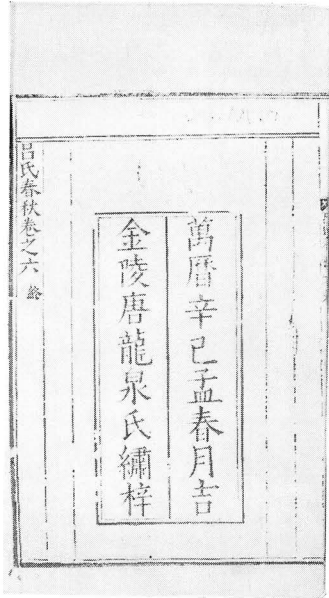 萬曆辛巳孟春月吉
金陵唐龍泉氏繡梓
呂氏春秋卷之六 終